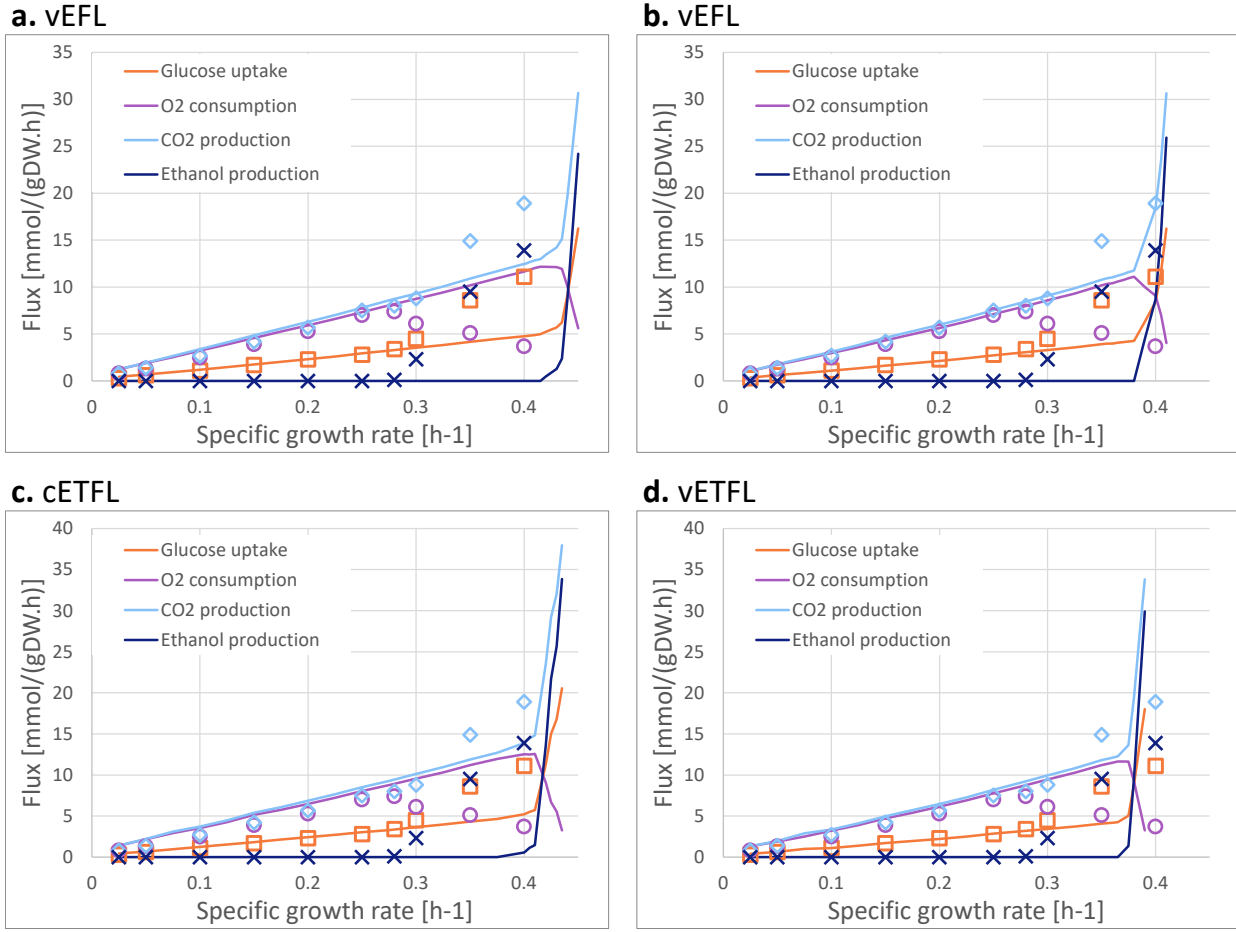 a. vEFL
35
30
25
20
15
10
5
0
Flux [mmol/(gDW.h)]
Glucose uptake
O2 consumption
CO2 production
Ethanol production
0 0.1 0.2 0.3 0.4
Specific growth rate [h-1]
b. vEFL
35
30
25
20
15
10
5
0
Flux [mmol/(gDW.h)]
Glucose uptake
O2 consumption
CO2 production
Ethanol production
0 0.1 0.2 0.3 0.4
Specific growth rate [h-1]
c. cETFL
40
35
30
25
20
15
10
5
0
Flux [mmol/(gDW.h)]
Glucose uptake
O2 consumption
CO2 production
Ethanol production
0 0.1 0.2 0.3 0.4
Specific growth rate [h-1]
d. vETFL
40
35
30
25
20
15
10
5
0
Flux [mmol/(gDW.h)]
Glucose uptake
O2 consumption
CO2 production
Ethanol production
0 0.1 0.2 0.3 0.4
Specific growth rate [h-1]